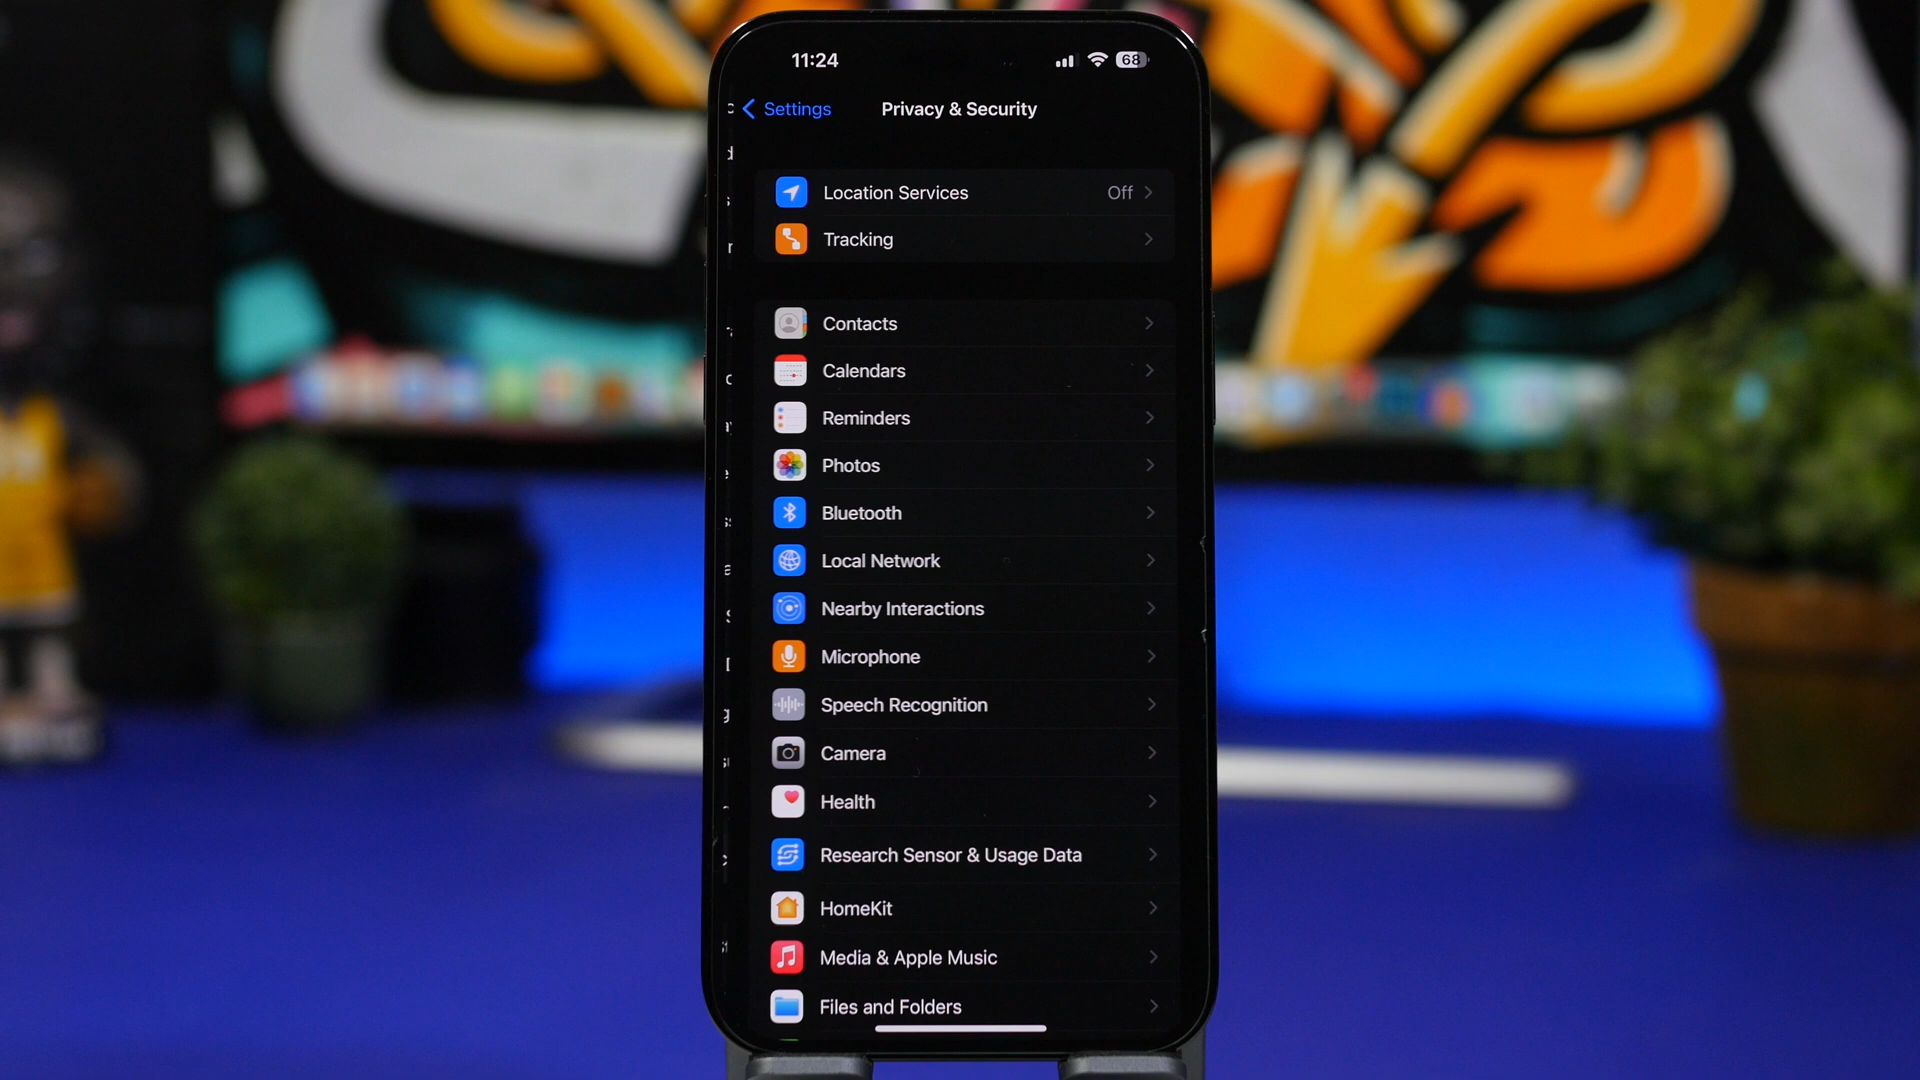 11:24
68
Settings
Privacy & Security
Location Services Off
Tracking
Contacts
Calendars
Reminders
Photos
Bluetooth
Local Network
Nearby Interactions
Microphone
Speech Recognition
Camera
Health
Research Sensor & Usage Data
HomeKit
Media & Apple Music
Files and Folders